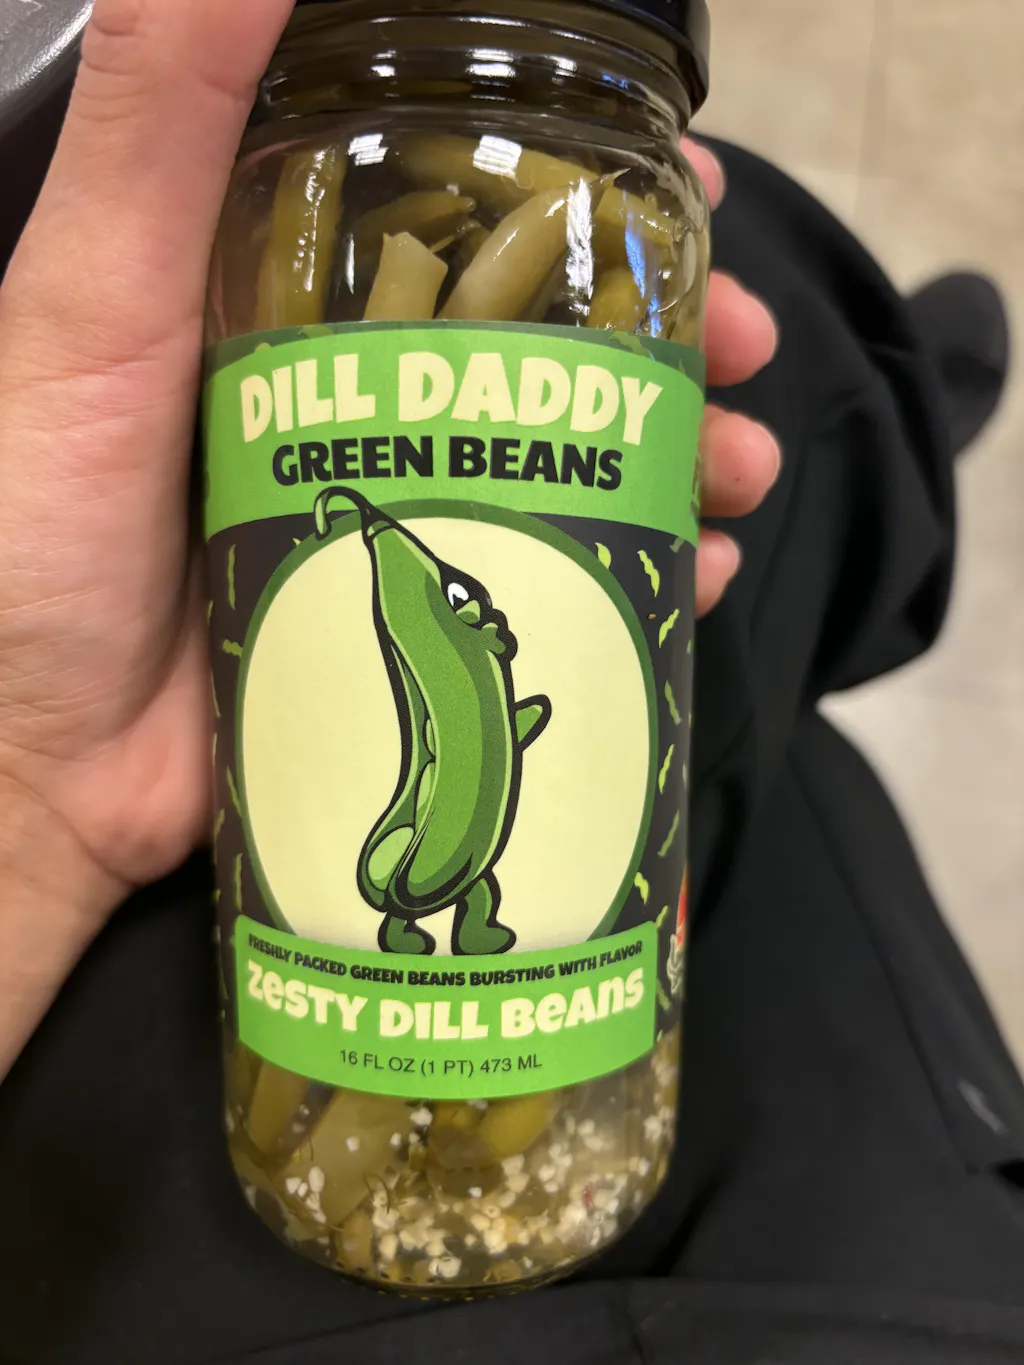 DILL DADDY
GREEN BEANS
FRESHLY PACKED GREEN BEANS BURSTING WITH FLAVOR
Zesty Dill Beans
16 FL OZ (1 PT) 473 ML